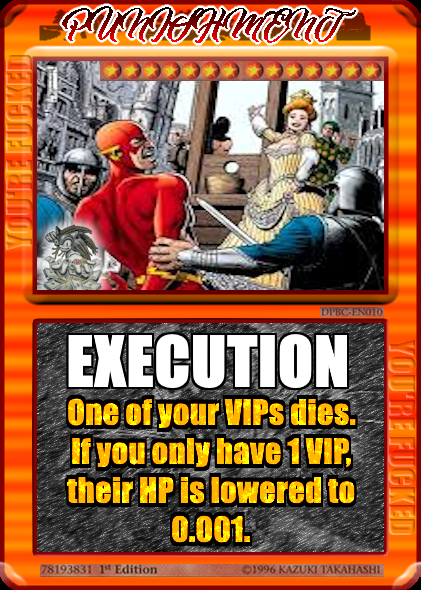 PUNISHMENT
YOU'RE FUCKED
DPBC-EN010
EXECUTION
One of your VIPs dies.
If you only have 1 VIP,
their HP is lowered to
0.001.
YOU'RE FUCKED
78193831 1st Edition
©1996 KAZUKI TAKAHASHI